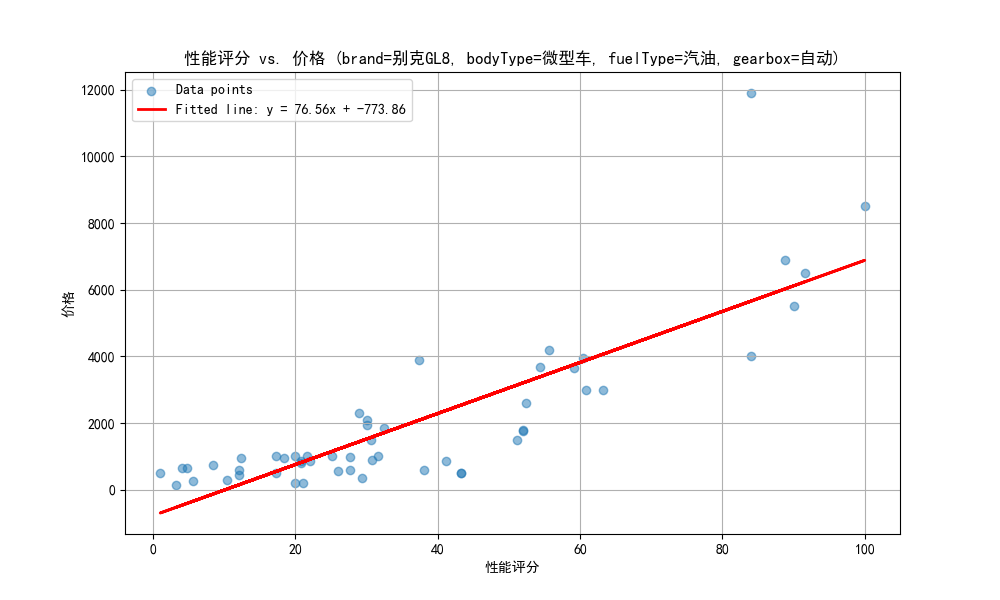 性能评分 vs. 价格 (brand=别克GL8, bodyType=微型车, fuelType=汽油, gearbox=自动)
Data points
Fitted line: y = 76.56x + -773.86
12000
10000
8000
6000
4000
2000
0
价格
0 20 40 60 80 100
性能评分